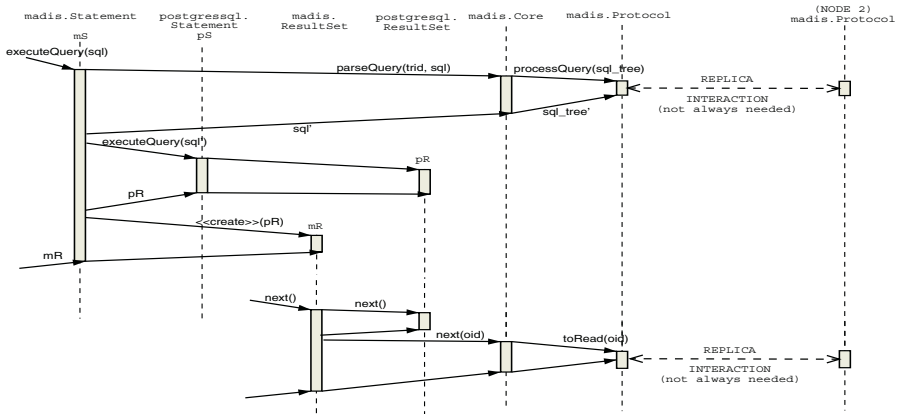 madis.Statement
mS
postgressql.
Statement
pS
madis.
ResultSet
postgresql.
ResultSet
madis.Core
madis.Protocol
(NODE 2)
madis.Protocol
executeQuery(sql)
parseQuery(trid, sql)
processQuery(sql_tree)
REPLICA
INTERACTION
(not always needed)
sql_tree'
sql'
executeQuery(sql')
pR
pR
<<create>>(pR)
mR
mR
next()
next()
next(oid)
toRead(oid)
REPLICA
INTERACTION
(not always needed)